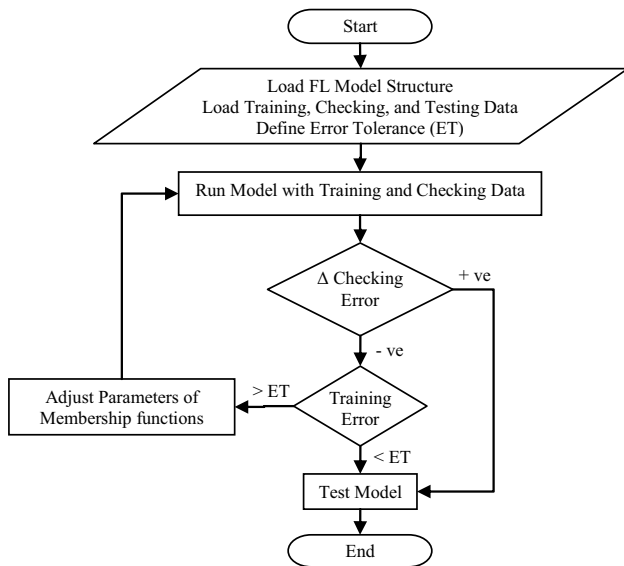 Start
Load FL Model Structure
Load Training, Checking, and Testing Data
Define Error Tolerance (ET)
Run Model with Training and Checking Data
Δ Checking
Error
+ ve
- ve
Training
Error
> ET
Adjust Parameters of
Membership functions
< ET
Test Model
End